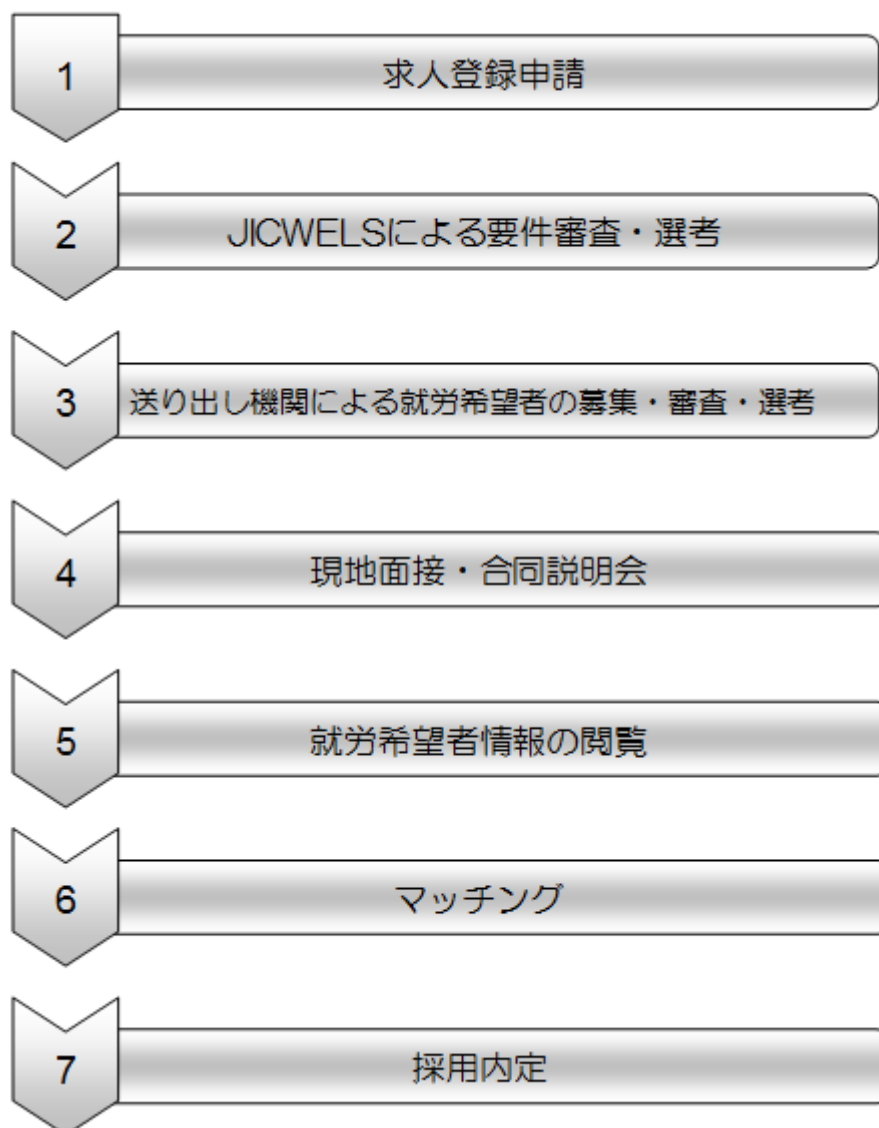 1
求人登録申請
2
JICWELSによる要件審査・選考
3
送り出し機関による就労希望者の募集・審査・選考
4
現地面接・合同説明会
5
就労希望者情報の閲覧
6
マッチング
7
採用内定